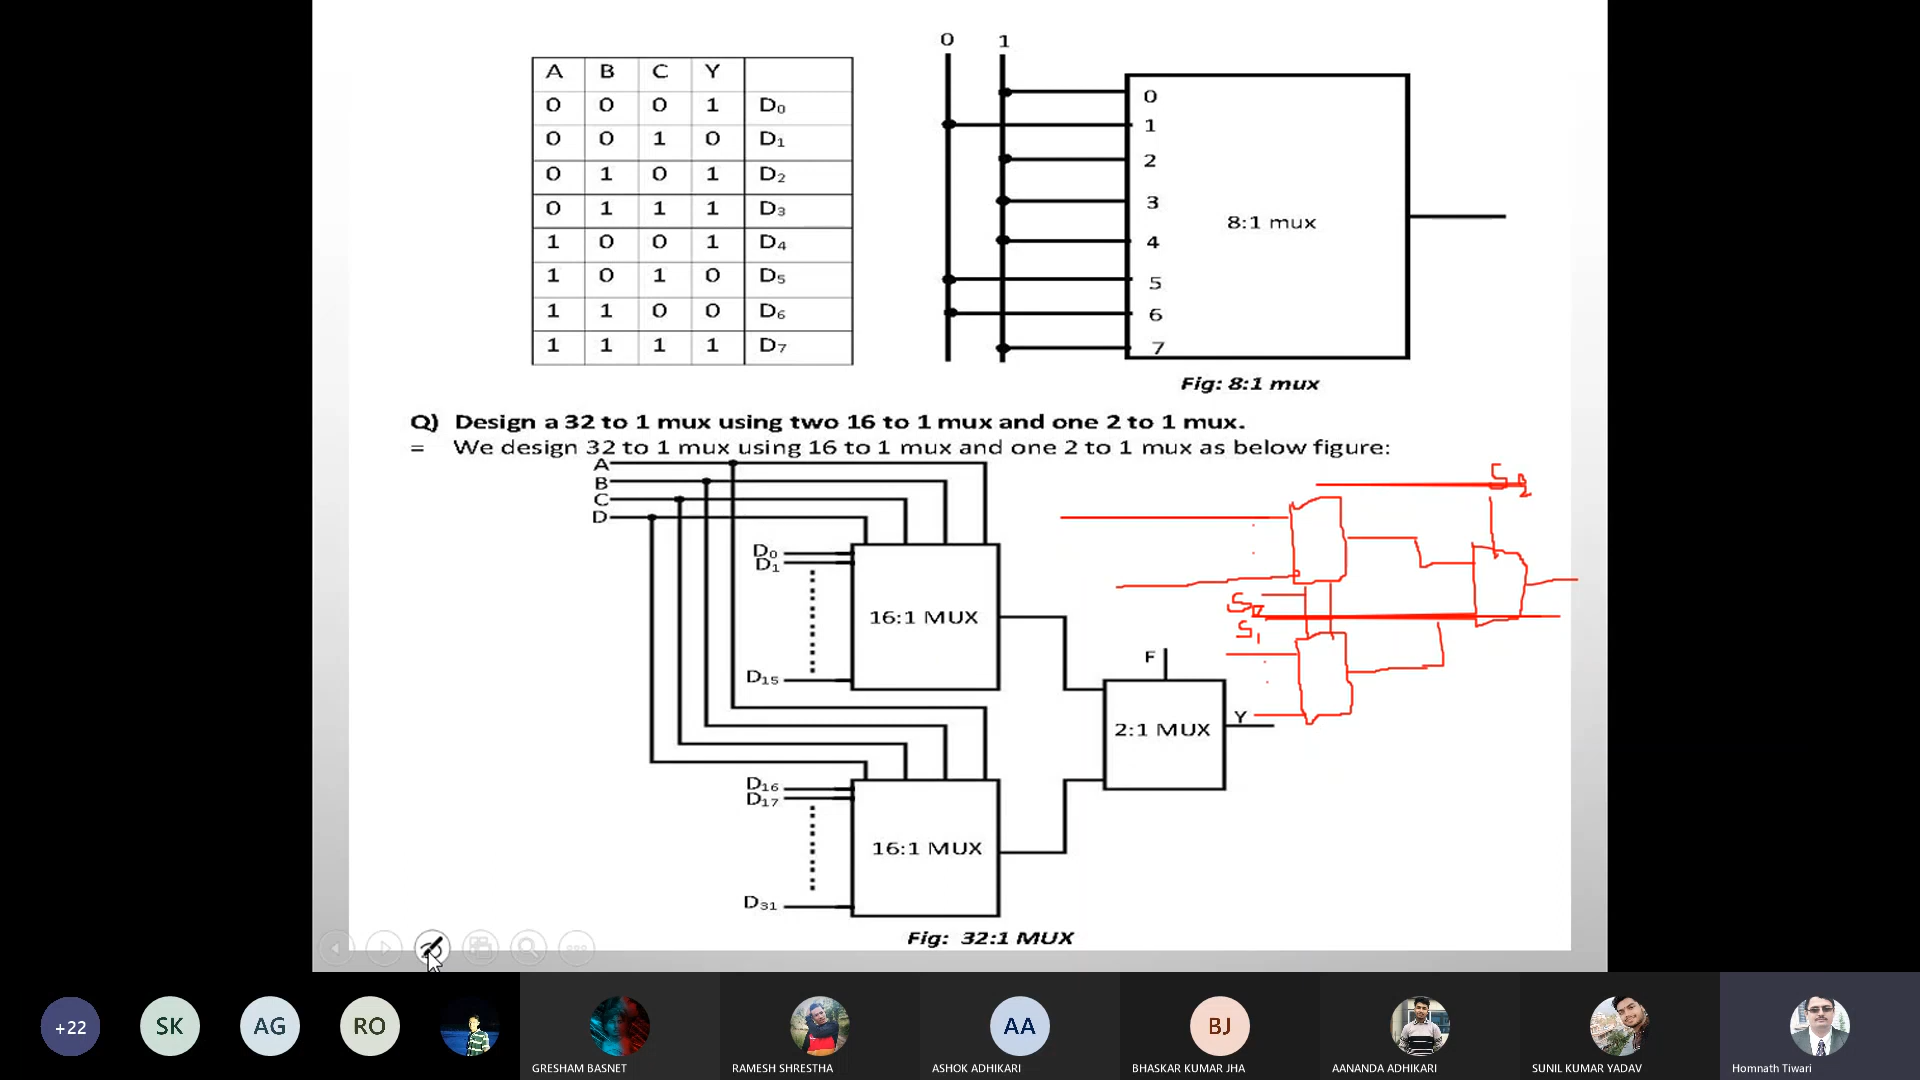 A B C Y
0 0 0 1 D₀
0 0 1 0 D₁
0 1 0 1 D₂
0 1 1 1 D₃
1 0 0 1 D₄
1 0 1 0 D₅
1 1 0 0 D₆
1 1 1 1 D₇
0 1
0
1
2
3
4
5
6
7
8:1 mux
Fig: 8:1 mux
Q) Design a 32 to 1 mux using two 16 to 1 mux and one 2 to 1 mux.
= We design 32 to 1 mux using 16 to 1 mux and one 2 to 1 mux as below figure:
A
B
C
D
D₀
D₁
16:1 MUX
D₁₅
F
2:1 MUX
Y
D₁₆
D₁₇
16:1 MUX
D₃₁
Fig: 32:1 MUX
S₂
S
S₁
+22
SK
AG
RO
AA
BJ
GRESHAM BASNET
RAMESH SHRESTHA
ASHOK ADHIKARI
BHASKAR KUMAR JHA
AANANDA ADHIKARI
SUNIL KUMAR YADAV
Homnath Tiwari